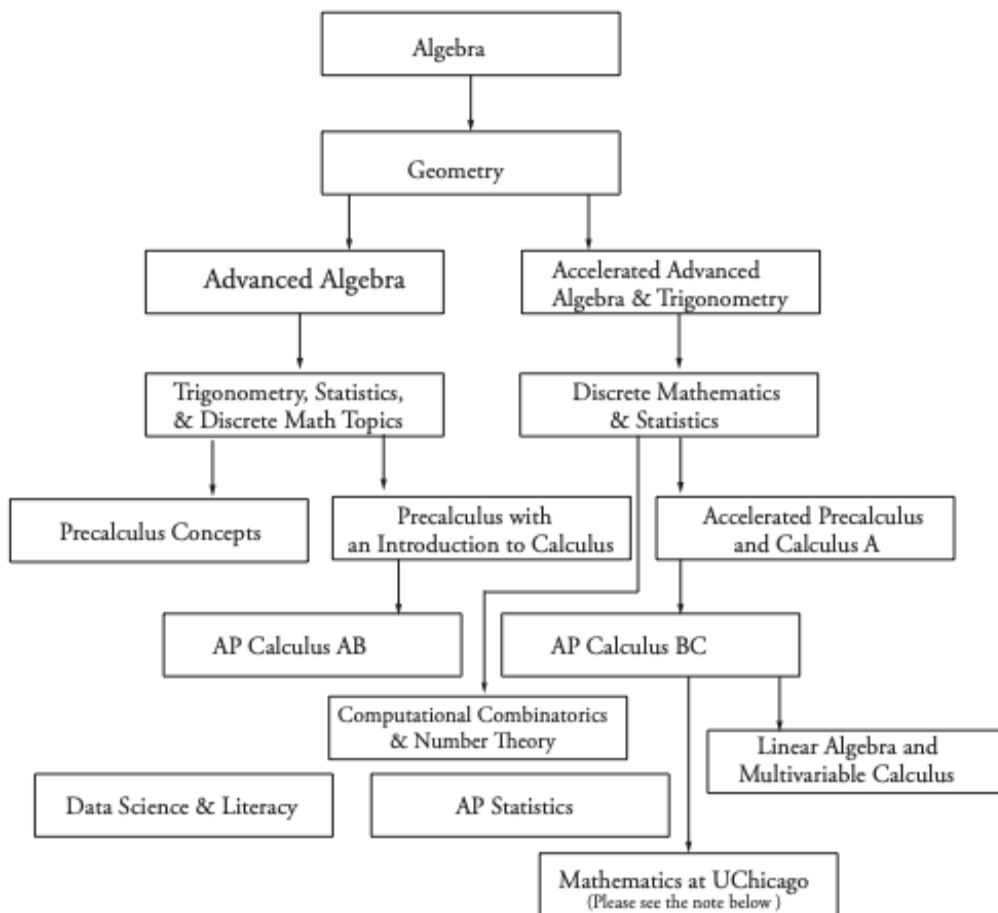 Algebra
Geometry
Advanced Algebra
Accelerated Advanced
Algebra & Trigonometry
Trigonometry, Statistics,
& Discrete Math Topics
Discrete Mathematics
& Statistics
Precalculus Concepts
Precalculus with
an Introduction to Calculus
Accelerated Precalculus
and Calculus A
AP Calculus AB
AP Calculus BC
Computational Combinatorics
& Number Theory
Linear Algebra and
Multivariable Calculus
Data Science & Literacy
AP Statistics
Mathematics at UChicago
(Please see the note below )